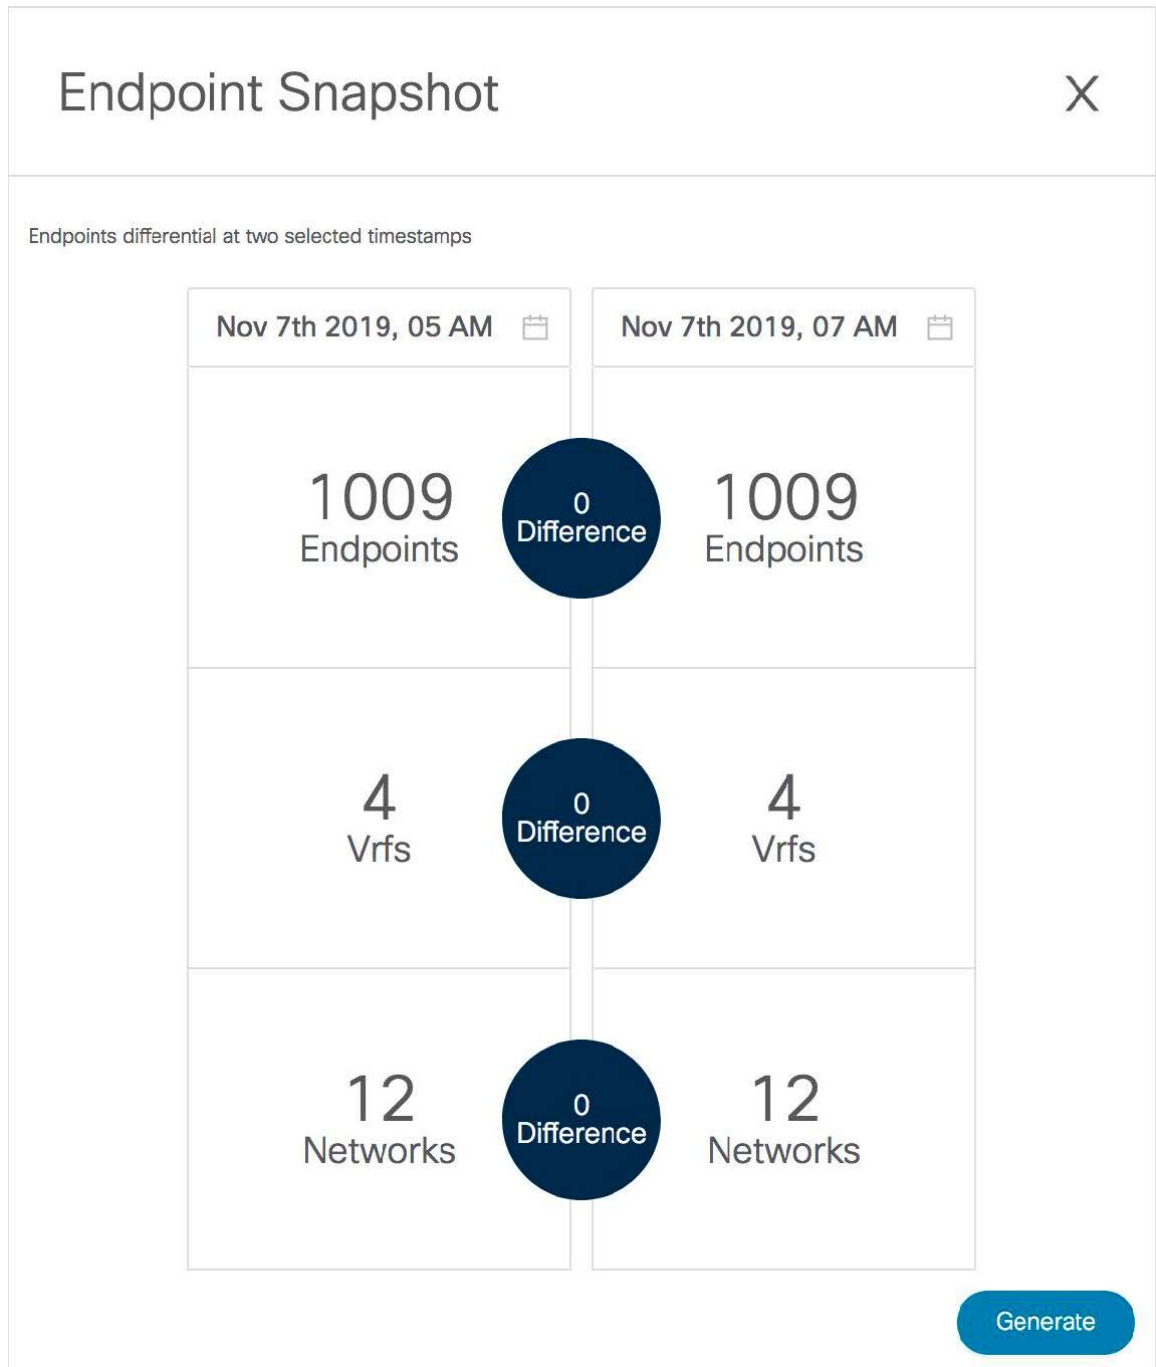 Endpoint Snapshot
X
Endpoints differential at two selected timestamps
Nov 7th 2019, 05 AM
Nov 7th 2019, 07 AM
1009
Endpoints
0
Difference
1009
Endpoints
4
Vrfs
0
Difference
4
Vrfs
12
Networks
0
Difference
12
Networks
Generate